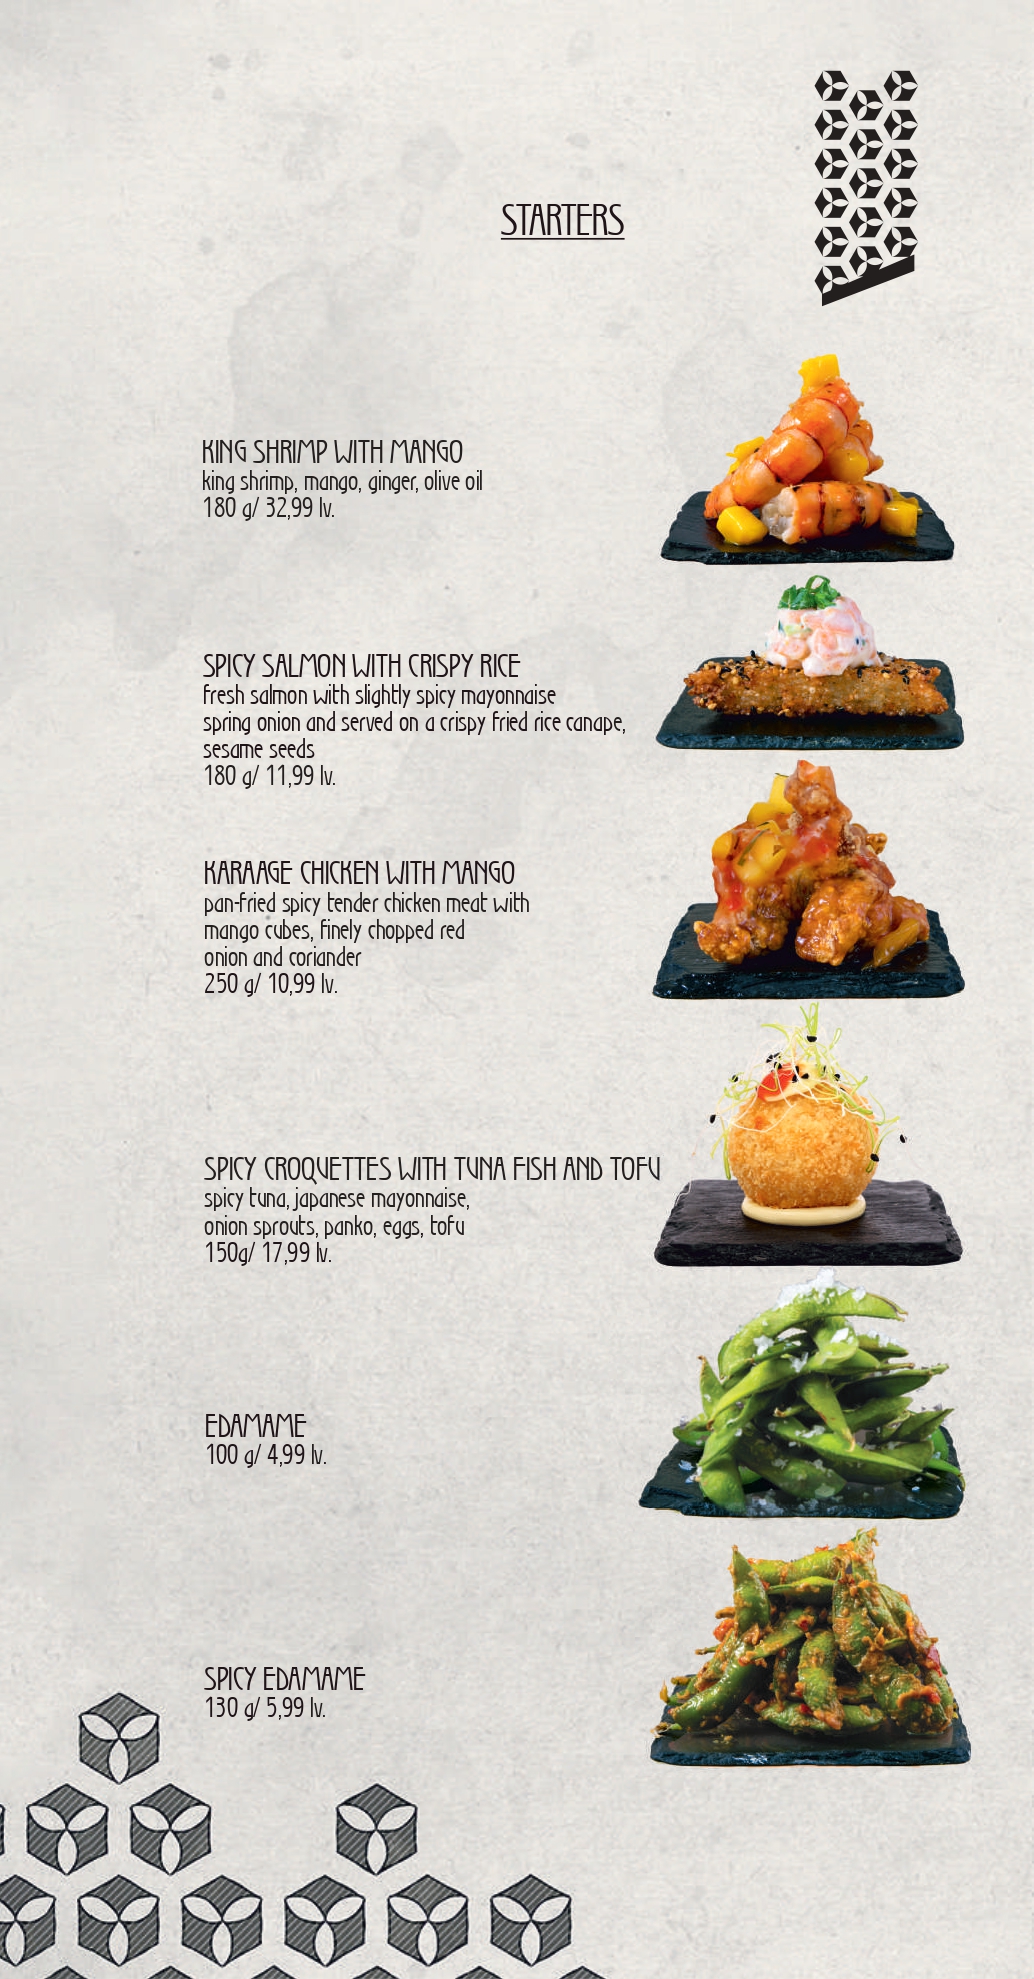 STARTERS
KING SHRIMP WITH MANGO
king shrimp, mango, ginger, olive oil
180 g/ 32,99 lv.
SPICY SALMON WITH CRISPY RICE
fresh salmon with slightly spicy mayonnaise
spring onion and served on a crispy fried rice canape,
sesame seeds
180 g/ 11,99 lv.
KARAAGE CHICKEN WITH MANGO
pan-fried spicy tender chicken meat with
mango cubes, finely chopped red
onion and coriander
250 g/ 10,99 lv.
SPICY CROQUETTES WITH TUNA FISH AND TOFU
spicy tuna, japanese mayonnaise,
onion sprouts, panko, eggs, tofu
150g/ 17,99 lv.
EDAMAME
100 g/ 4,99 lv.
SPICY EDAMAME
130 g/ 5,99 lv.